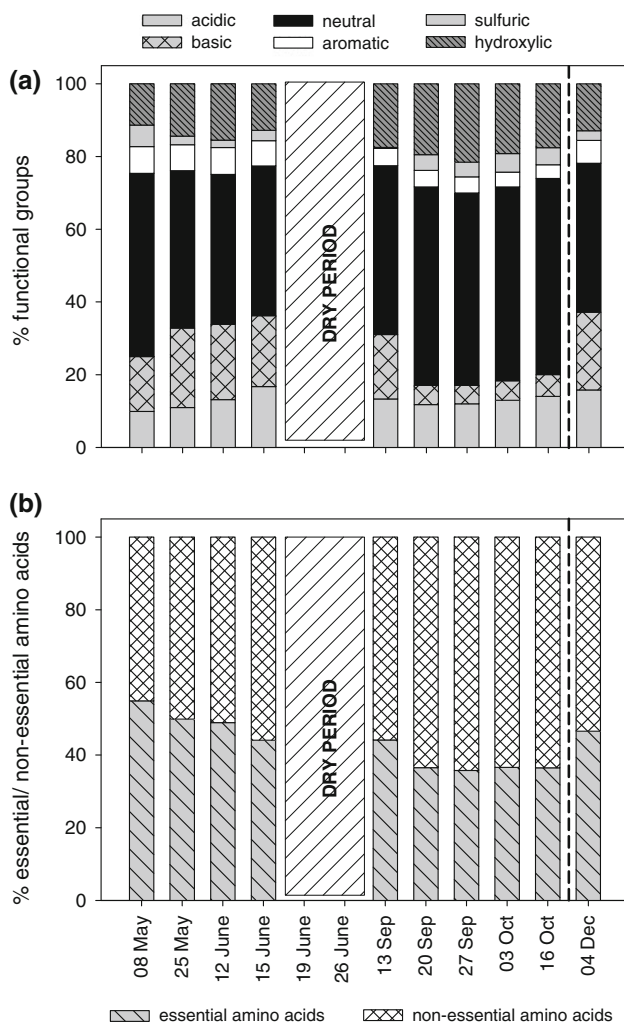 acidic neutral sulfuric
basic aromatic hydroxylic
(a)
100
80
60
40
20
0
% functional groups
DRY PERIOD
(b)
100
80
60
40
20
0
% essential/ non-essential amino acids
DRY PERIOD
08 May
25 May
12 June
15 June
19 June
26 June
13 Sep
20 Sep
27 Sep
03 Oct
16 Oct
04 Dec
essential amino acids non-essential amino acids